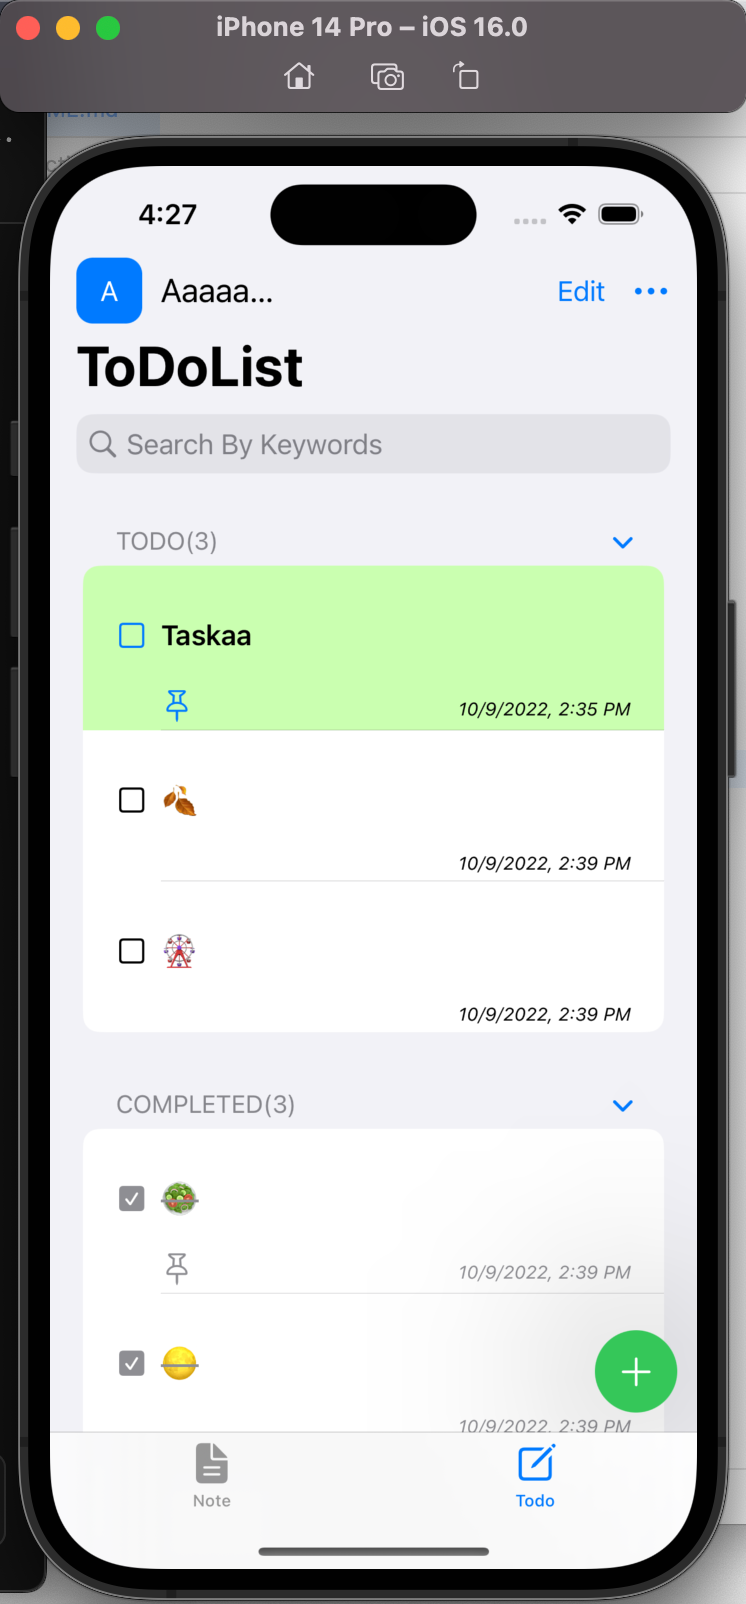 iPhone 14 Pro – iOS 16.0
4:27
A Aaaaa... Edit
ToDoList
Search By Keywords
TODO(3)
Taskaa
10/9/2022, 2:35 PM
10/9/2022, 2:39 PM
10/9/2022, 2:39 PM
COMPLETED(3)
10/9/2022, 2:39 PM
10/9/2022, 2:39 PM
Note Todo